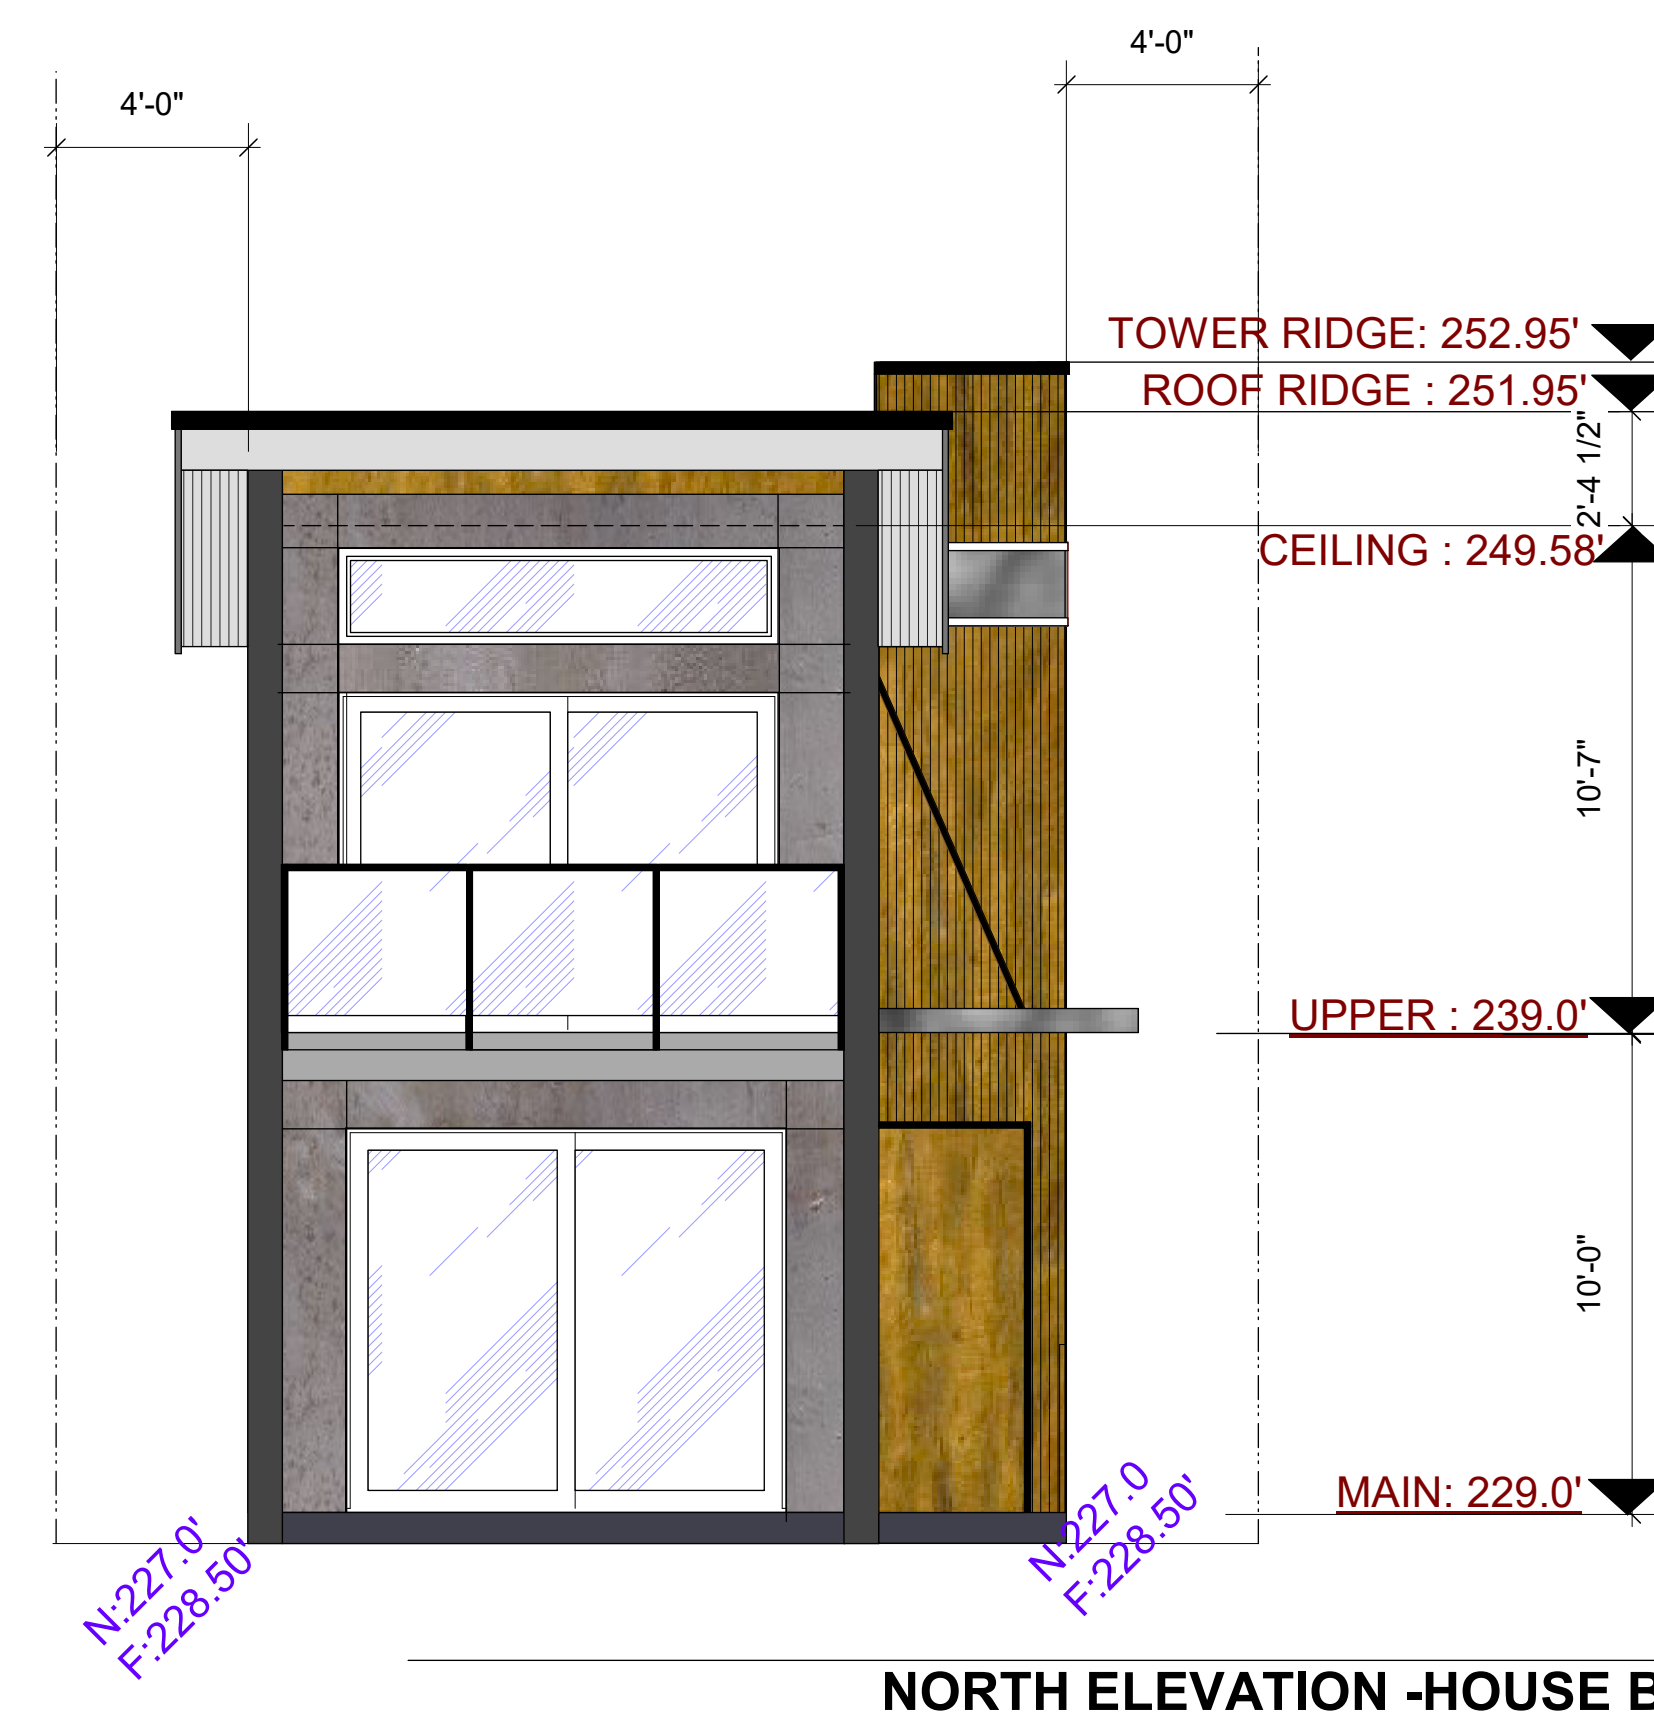 4'-0"
4'-0"
TOWER RIDGE: 252.95'
ROOF RIDGE : 251.95'
2'-4 1/2"
CEILING : 249.58'
10'-7"
UPPER : 239.0'
10'-0"
MAIN: 229.0'
N:227.0'
F:228.50'
N:227.0
F:228.50'
NORTH ELEVATION -HOUSE B